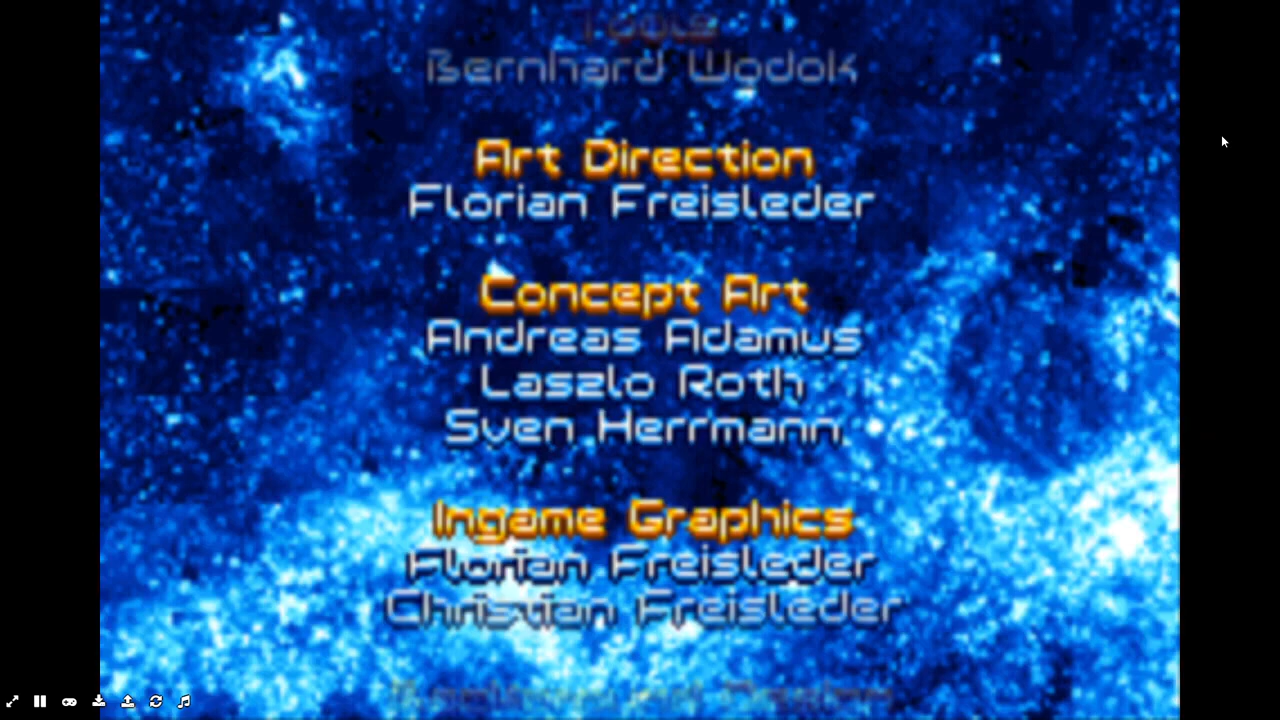 Tools
Bernhard Wodok
Art Direction
Florian Freisleder
Concept Art
Andreas Adamus
Laszlo Roth
Sven Herrmann
Ingame Graphics
Florian Freisleder
Christian Freisleder